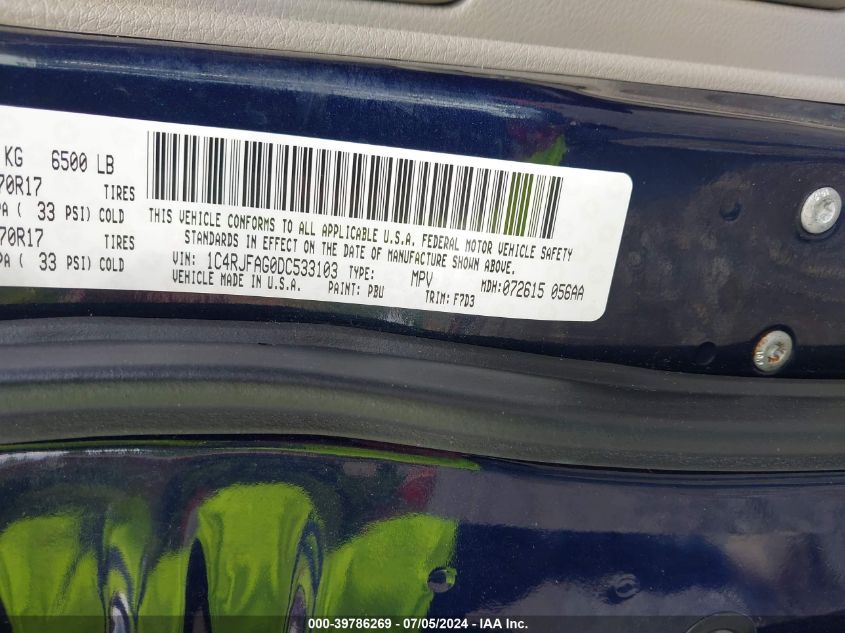 KG 6500 LB
70R17 TIRES
PA ( 33 PSI) COLD
70R17 TIRES
PA ( 33 PSI) COLD
THIS VEHICLE CONFORMS TO ALL APPLICABLE U.S.A. FEDERAL MOTOR VEHICLE SAFETY
STANDARDS IN EFFECT ON THE DATE OF MANUFACTURE SHOWN ABOVE.
VIN: 1C4RJFAG0DC533103 TYPE: MPV MDH:072615 056AA
VEHICLE MADE IN U.S.A. PAINT: PBU TRIM: F7D3
000-39786269 - 07/05/2024 - IAAI.COM